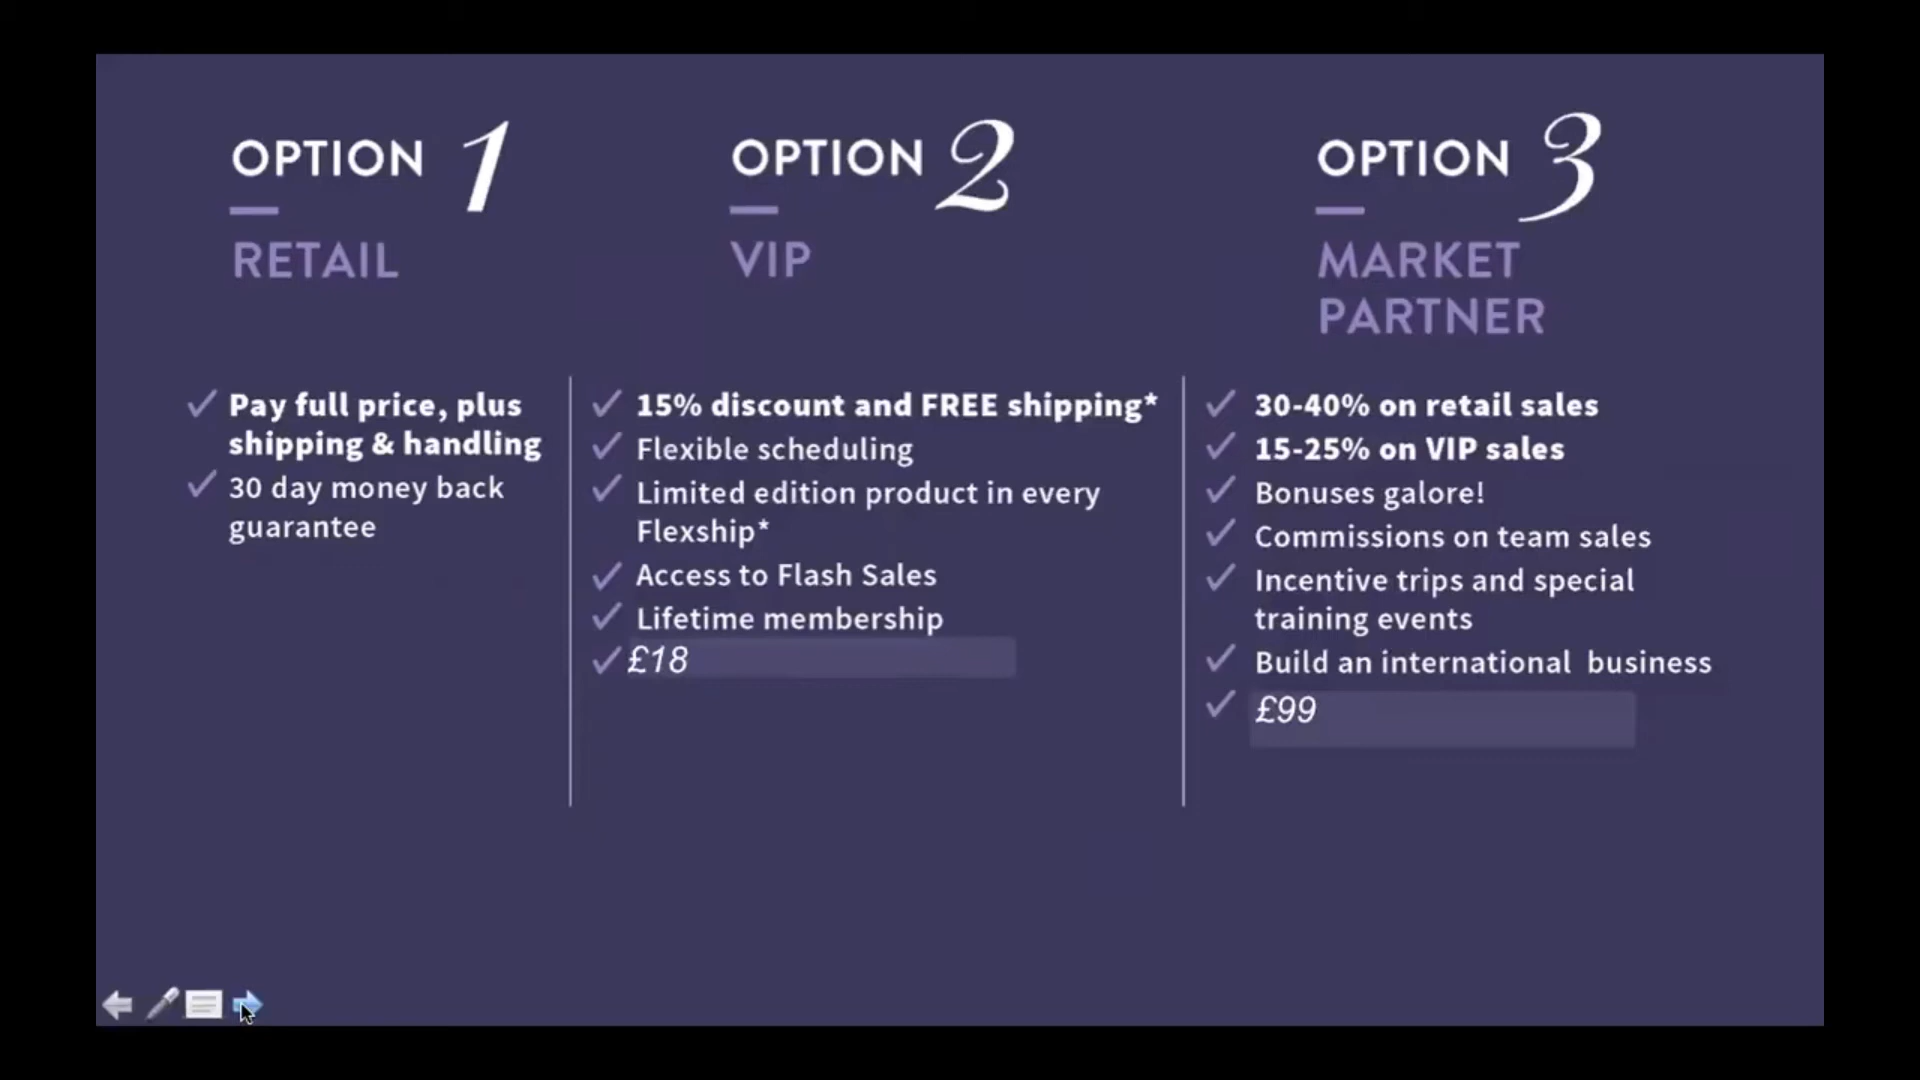 OPTION 1
RETAIL
Pay full price, plus
shipping & handling
30 day money back
guarantee
OPTION 2
VIP
15% discount and FREE shipping*
Flexible scheduling
Limited edition product in every
Flexship*
Access to Flash Sales
Lifetime membership
£18
OPTION 3
MARKET
PARTNER
30-40% on retail sales
15-25% on VIP sales
Bonuses galore!
Commissions on team sales
Incentive trips and special
training events
Build an international business
£99